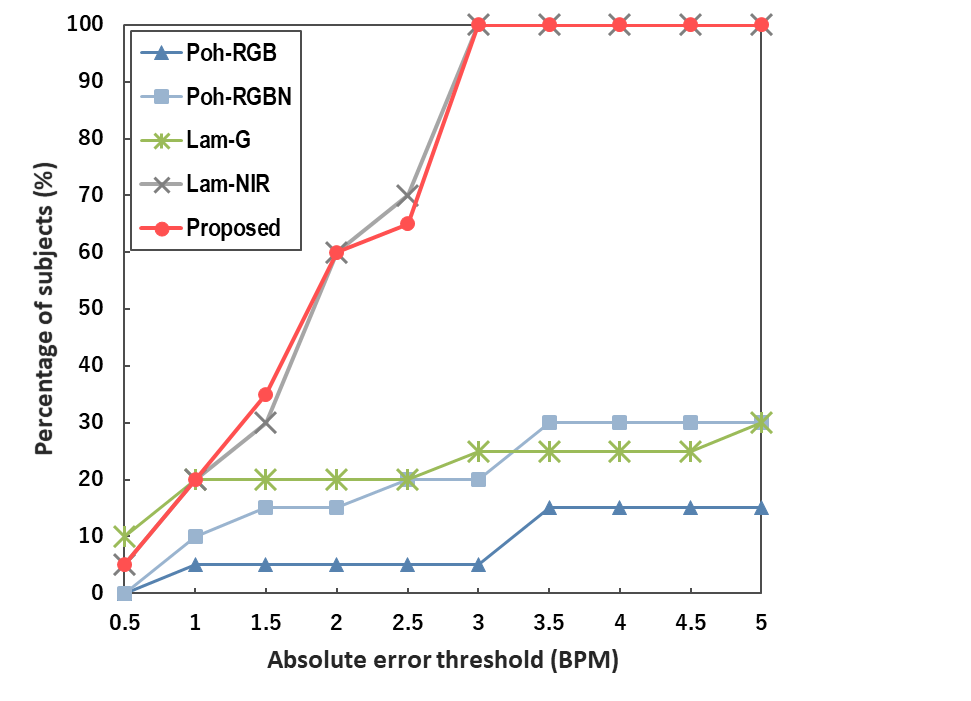 100
90
80
70
60
50
40
30
20
10
0
Percentage of subjects (%)
Poh-RGB
Poh-RGBN
Lam-G
Lam-NIR
Proposed
0.5 1 1.5 2 2.5 3 3.5 4 4.5 5
Absolute error threshold (BPM)